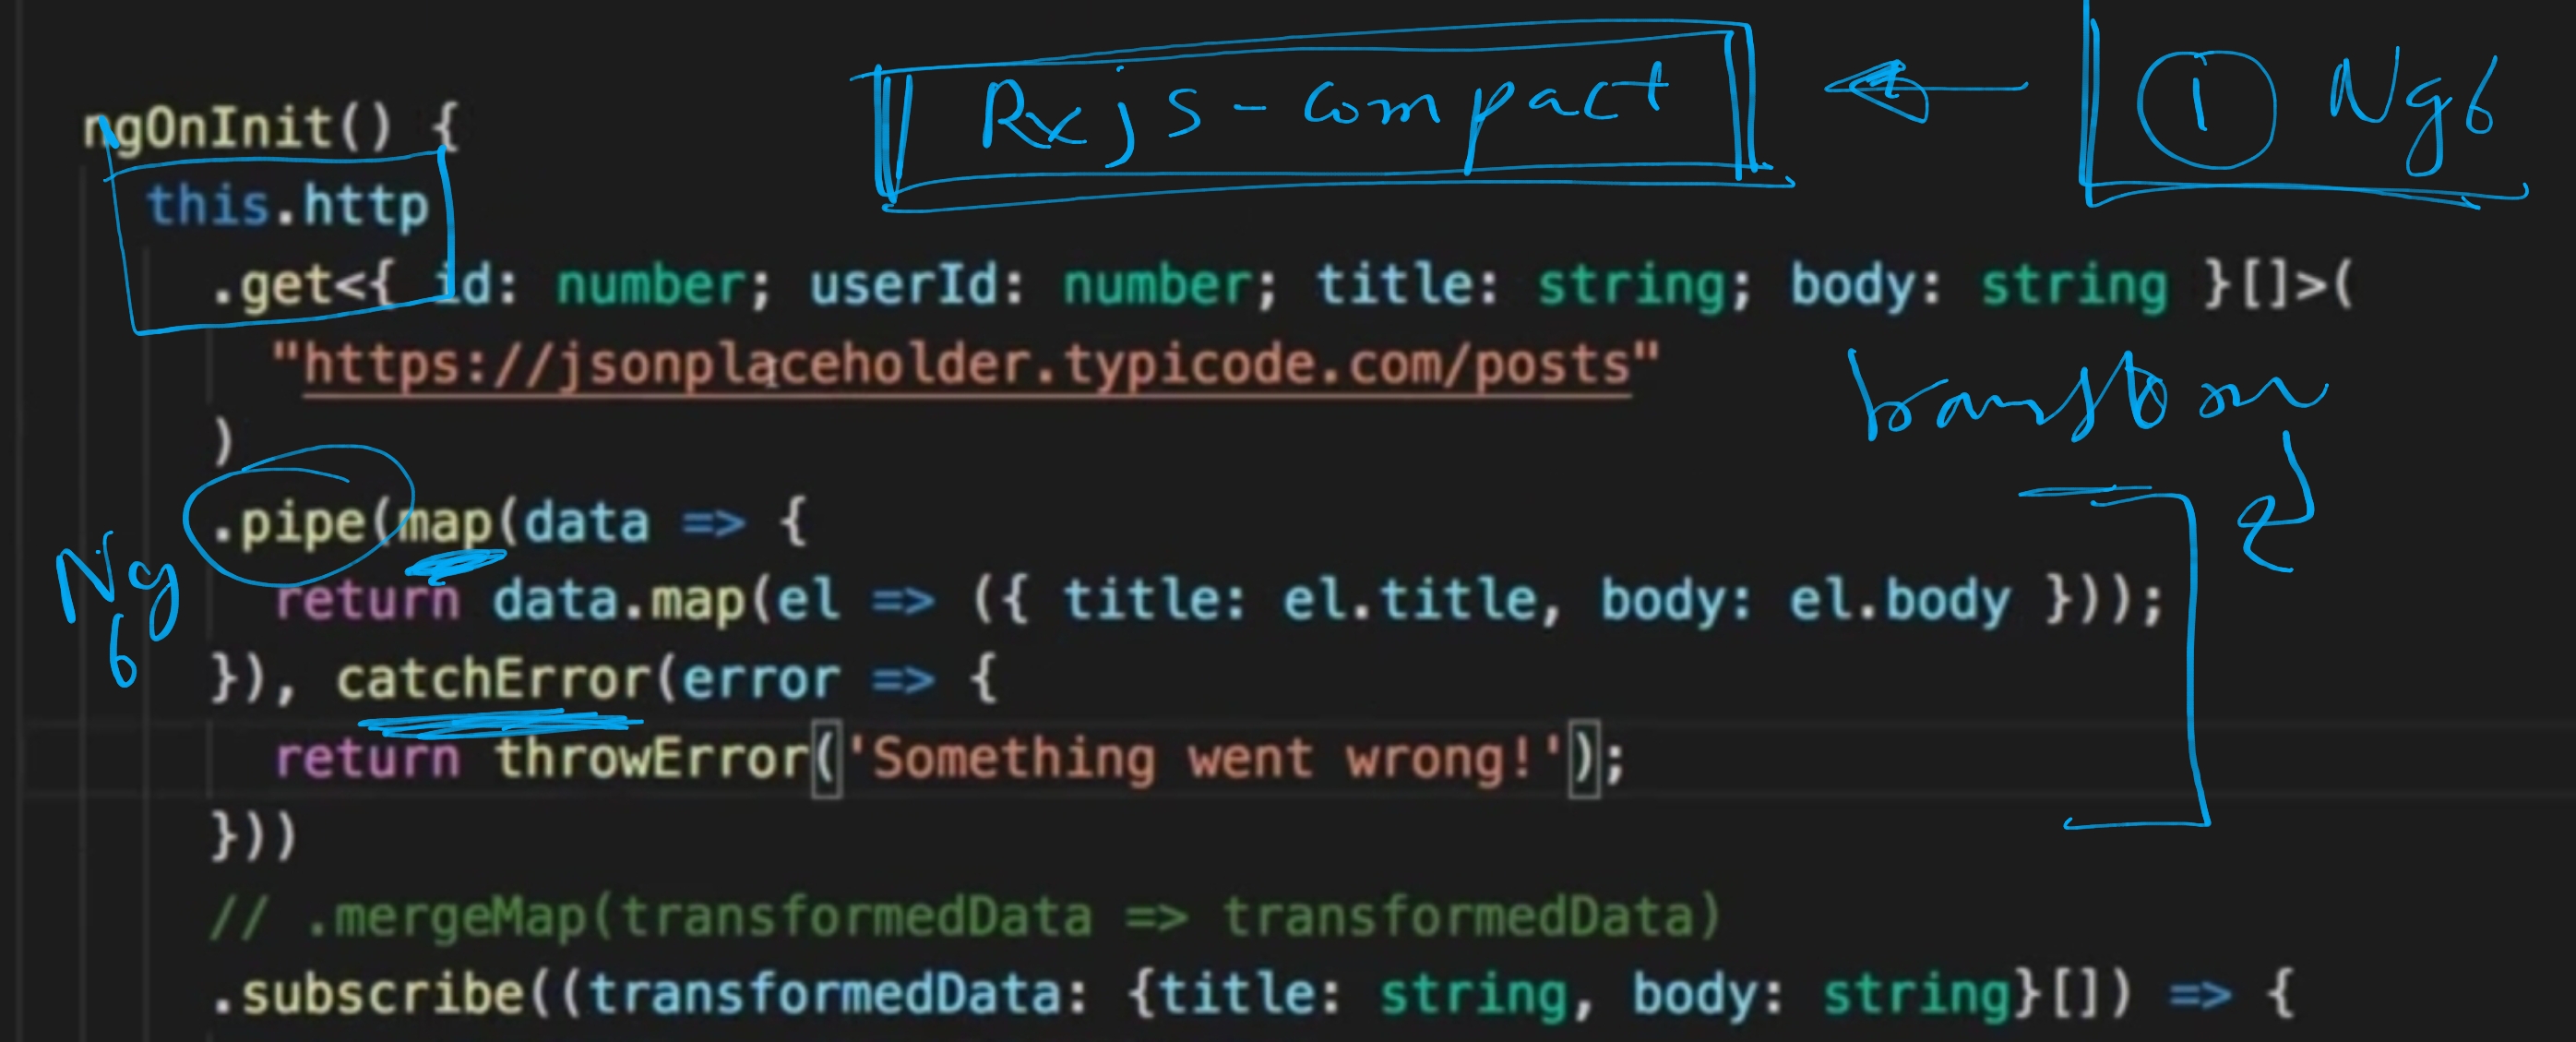 Rxjs-compact
1 Ng6
ngOnInit() {
this.http
.get<{ id: number; userId: number; title: string; body: string }[]>(
"https://jsonplaceholder.typicode.com/posts"
transform
)
.pipe(map(data => {
Ng
6
return data.map(el => ({ title: el.title, body: el.body }));
}), catchError(error => {
return throwError('Something went wrong!');
}))
// .mergeMap(transformedData => transformedData)
.subscribe((transformedData: {title: string, body: string}[]) => {